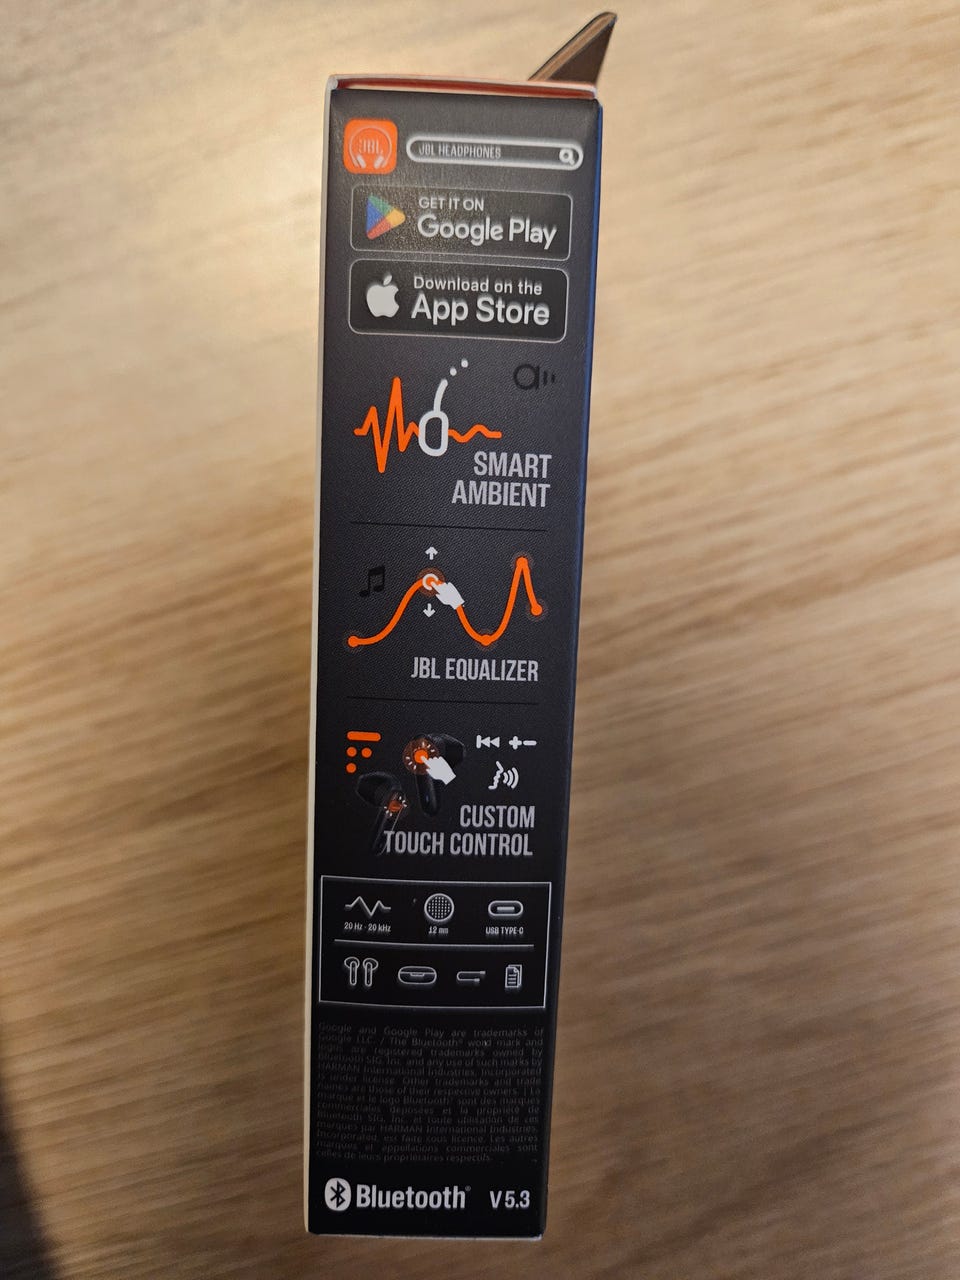 JBL
JBL HEADPHONES
GET IT ON
Google Play
Download on the
App Store
SMART
AMBIENT
JBL EQUALIZER
CUSTOM
TOUCH CONTROL
20 Hz - 20 kHz
12 mm
USB TYPE-C
Google and Google Play are trademarks of
Google LLC. / The Bluetooth® word mark and
logos are registered trademarks owned by
Bluetooth SIG, Inc. and any use of such marks by
HARMAN International Industries, Incorporated
is under license. Other trademarks and trade
names are those of their respective owners. | La
marque et le logo Bluetooth® sont des marques
commerciales déposées et la propriété de
Bluetooth SIG, Inc. et toute utilisation de ces
marques par HARMAN International Industries,
Incorporated, est faite sous licence. Les autres
marques et appellations commerciales sont
celles de leurs propriétaires respectifs.
Bluetooth® V 5.3